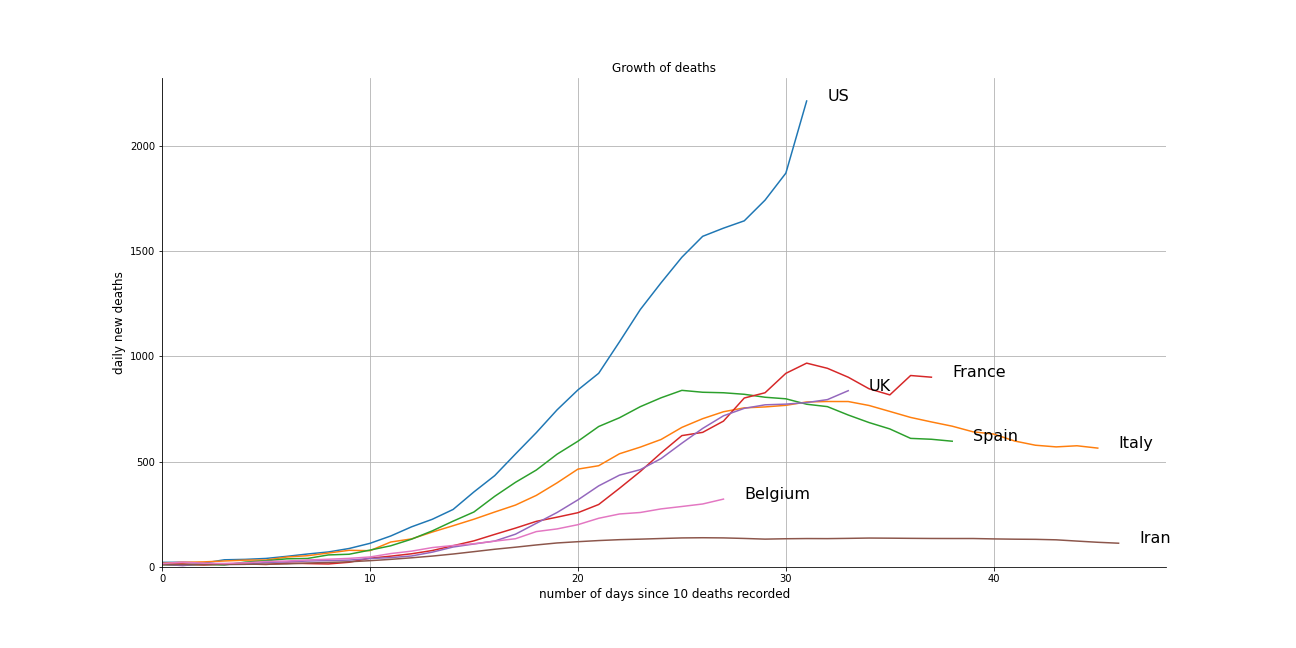 Growth of deaths
US
2000
1500
daily new deaths
1000
France
UK
Spain
Italy
500
Belgium
Iran
0
0 10 20 30 40
number of days since 10 deaths recorded